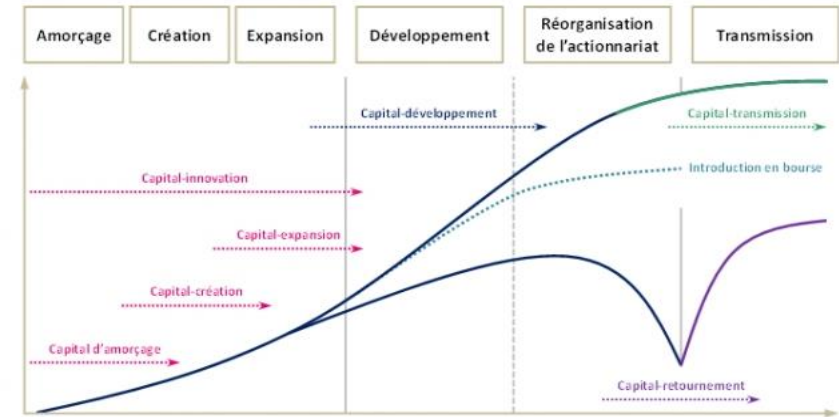 Amorçage
Création
Expansion
Développement
Réorganisation
de l'actionnariat
Transmission
Capital-développement
Capital-transmission
Introduction en bourse
Capital-innovation
Capital-expansion
Capital-création
Capital d'amorçage
Capital-retournement